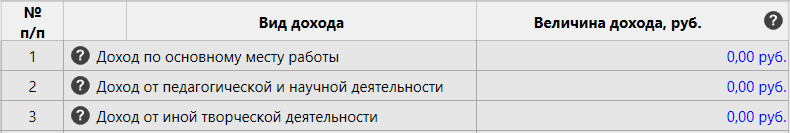 № п/п Вид дохода Величина дохода, руб. ?
1 ? Доход по основному месту работы 0,00 руб.
2 ? Доход от педагогической и научной деятельности 0,00 руб.
3 ? Доход от иной творческой деятельности 0,00 руб.